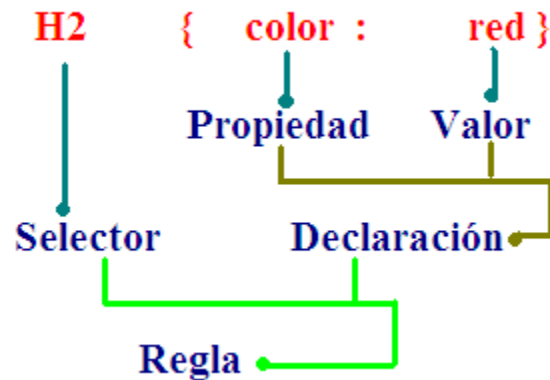 H2 { color : red }
Propiedad Valor
Selector Declaración
Regla